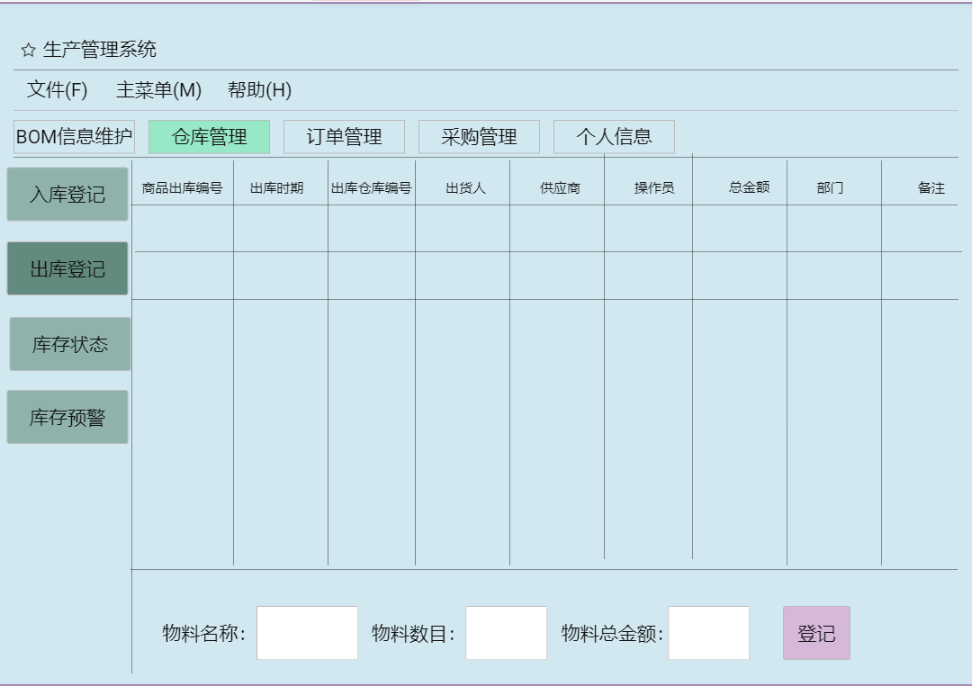 ☆ 生产管理系统
文件(F) 主菜单(M) 帮助(H)
BOM信息维护 仓库管理 订单管理 采购管理 个人信息
入库登记
出库登记
库存状态
库存预警
商品出库编号 出库时期 出库仓库编号 出货人 供应商 操作员 总金额 部门 备注
物料名称: 物料数目: 物料总金额: 登记